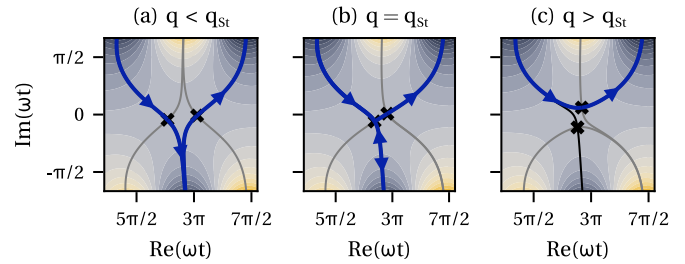 (a) q < q_St (b) q = q_St (c) q > q_St
Im(ωt)
π/2
0
-π/2
5π/2 3π 7π/2 5π/2 3π 7π/2 5π/2 3π 7π/2
Re(ωt) Re(ωt) Re(ωt)